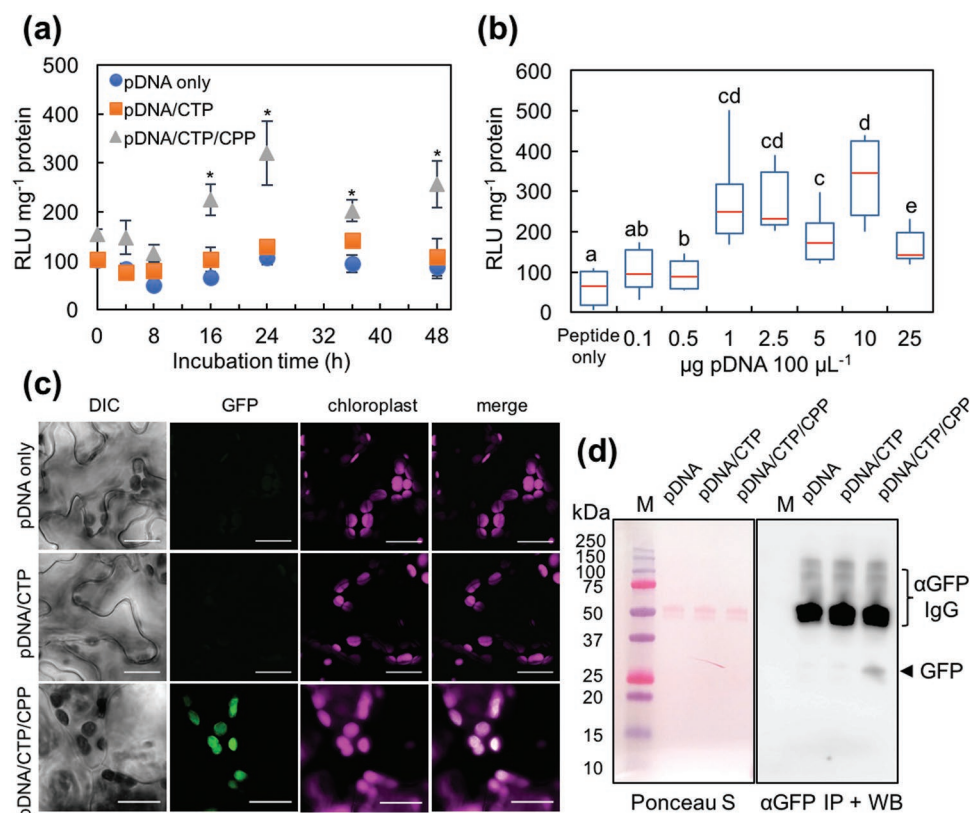 (a)
RLU mg⁻¹ protein
500
400
300
200
100
0
pDNA only
pDNA/CTP
pDNA/CTP/CPP
*
*
*
*
0 8 16 24 32 40 48
Incubation time (h)
(b)
RLU mg⁻¹ protein
600
500
400
300
200
100
0
a
ab
b
cd
cd
c
d
e
Peptide only
0.1 0.5 1 2.5 5 10 25
µg pDNA 100 µL⁻¹
(c)
DIC GFP chloroplast merge
pDNA only
pDNA/CTP
pDNA/CTP/CPP
(d)
kDa
M pDNA pDNA/CTP pDNA/CTP/CPP
M pDNA pDNA/CTP pDNA/CTP/CPP
250
150
100
75
50
37
25
20
15
10
αGFP
IgG
GFP
Ponceau S
αGFP IP + WB